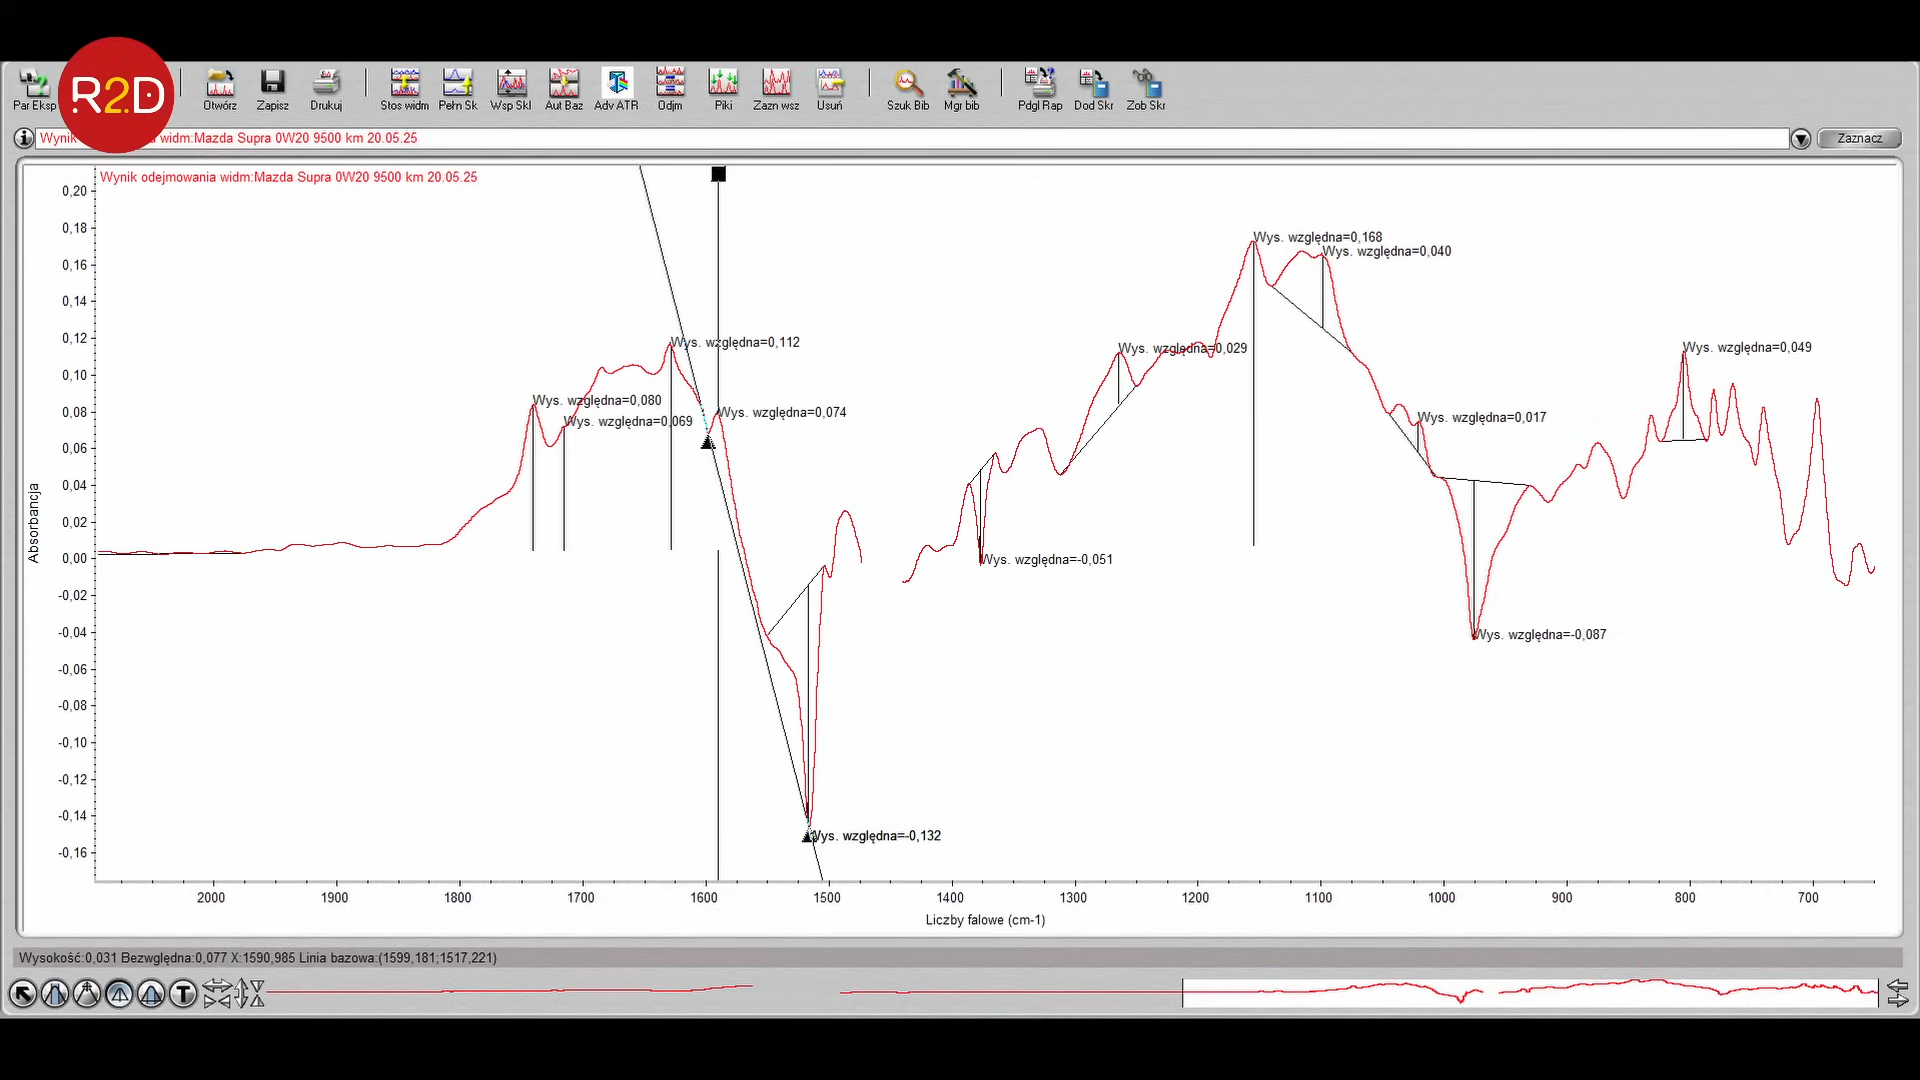 R2D
Par Eksp
Otwórz
Zapisz
Drukuj
Stos widm
Pełn Sk
Wsp Skl
Aut Baz
Adv ATR
Odjm
Piki
Zazn wsz
Usuń
Szuk Bib
Mgr bib
Pdgl Rap
Dod Skr
Zob Skr
widm:Mazda Supra 0W20 9500 km 20.05.25
Zaznacz
Wynik odejmowania widm:Mazda Supra 0W20 9500 km 20.05.25
0,20
0,18
0,16
0,14
0,12
0,10
0,08
0,06
0,04
0,02
0,00
-0,02
-0,04
-0,06
-0,08
-0,10
-0,12
-0,14
-0,16
Absorbancja
Wys. względna=0,080
Wys. względna=0,069
Wys. względna=0,112
Wys. względna=0,074
Wys. względna=-0,132
Wys. względna=-0,051
Wys. względna=0,029
Wys. względna=0,168
Wys. względna=0,040
Wys. względna=0,017
Wys. względna=-0,087
Wys. względna=0,049
2000
1900
1800
1700
1600
1500
1400
1300
1200
1100
1000
900
800
700
Liczby falowe (cm-1)
Wysokość:0,031 Bezwględna:0,077 X:1590,985 Linia bazowa:(1599,181;1517,221)
T